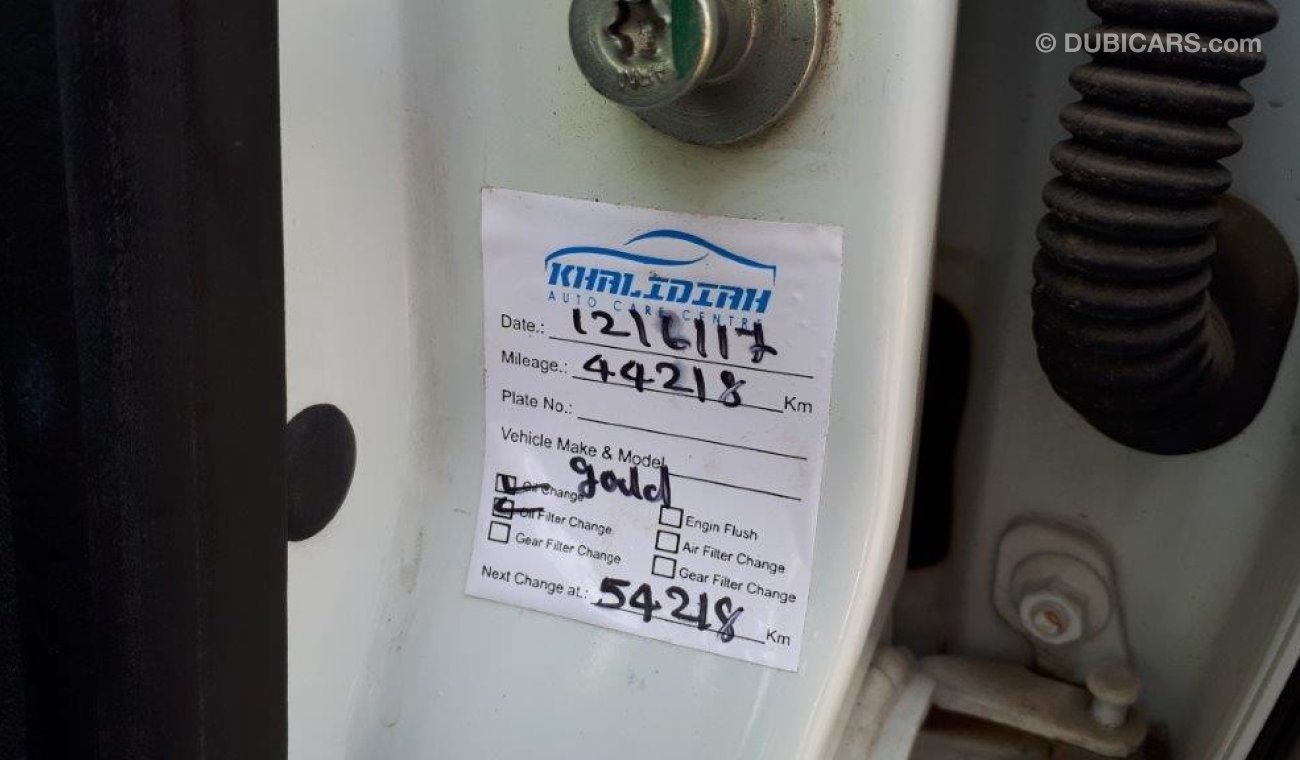 © DUBICARS.com
KHALIDIAH
AUTO CARE CENTRE
Date.: 12/6/17
Mileage.: 44218 Km
Plate No.:
Vehicle Make & Model
Oil Change
Oil Filter Change
Gear Filter Change
Engin Flush
Air Filter Change
Gear Filter Change
Next Change at.: 54218 Km